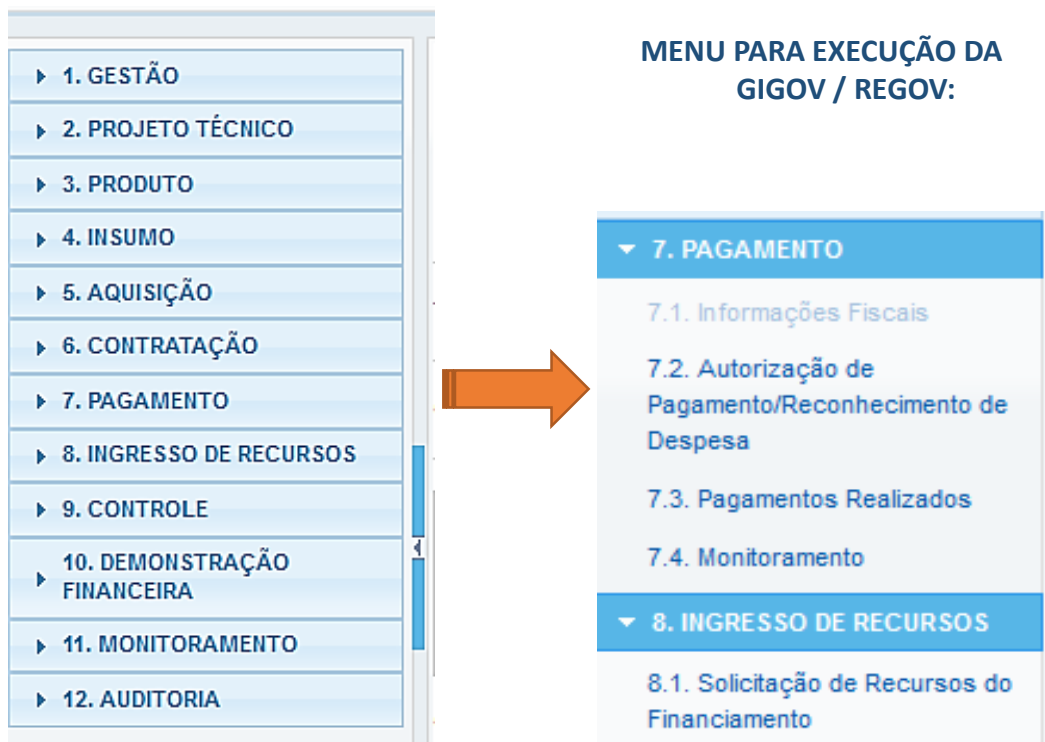 1. GESTÃO
2. PROJETO TÉCNICO
3. PRODUTO
4. INSUMO
5. AQUISIÇÃO
6. CONTRATAÇÃO
7. PAGAMENTO
8. INGRESSO DE RECURSOS
9. CONTROLE
10. DEMONSTRAÇÃO
FINANCEIRA
11. MONITORAMENTO
12. AUDITORIA
MENU PARA EXECUÇÃO DA
GIGOV / REGOV:
7. PAGAMENTO
7.1. Informações Fiscais
7.2. Autorização de
Pagamento/Reconhecimento de
Despesa
7.3. Pagamentos Realizados
7.4. Monitoramento
8. INGRESSO DE RECURSOS
8.1. Solicitação de Recursos do
Financiamento